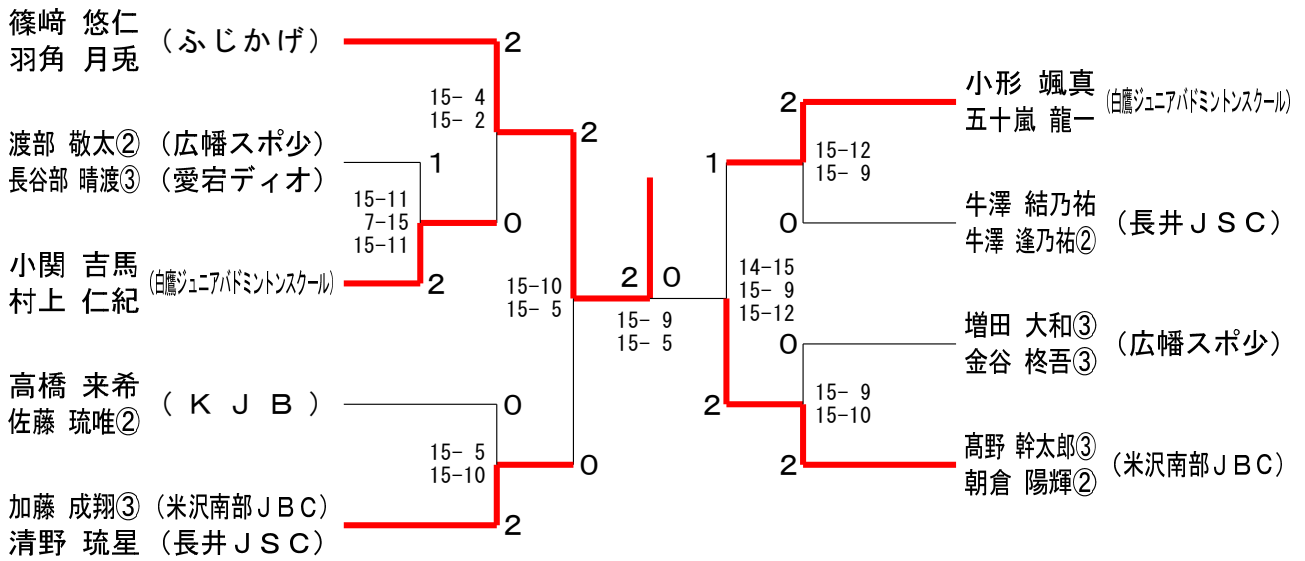 篠﨑 悠仁
羽角 月兎
(ふじかげ)
2
15- 4
15- 2
2
渡部 敬太② (広幡スポ少)
長谷部 晴渡③ (愛宕ディオ)
1
15-11
7-15
15-11
0
小関 吉馬
村上 仁紀
(白鷹ジュニアバドミントンスクール)
2
15-10
15- 5
高橋 来希
佐藤 琉唯②
(KJB)
0
15- 5
15-10
0
加藤 成翔③ (米沢南部JBC)
清野 琉星 (長井JSC)
2
2 0
15- 9
15- 5
小形 颯真
五十嵐 龍一
(白鷹ジュニアバドミントンスクール)
2
1
15-12
15- 9
牛澤 結乃祐
牛澤 逢乃祐②
(長井JSC)
0
14-15
15- 9
15-12
増田 大和③
金谷 柊吾③
(広幡スポ少)
0
2
15- 9
15-10
髙野 幹太郎③
朝倉 陽輝②
(米沢南部JBC)
2